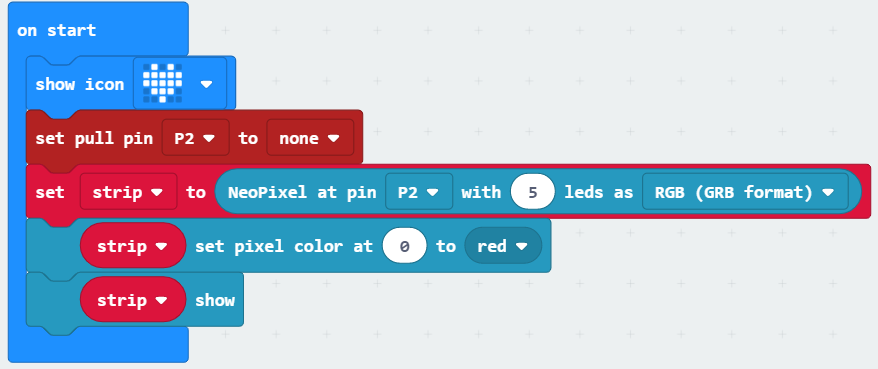 on start
show icon
set pull pin P2 to none
set strip to NeoPixel at pin P2 with 5 leds as RGB (GRB format)
strip set pixel color at 0 to red
strip show